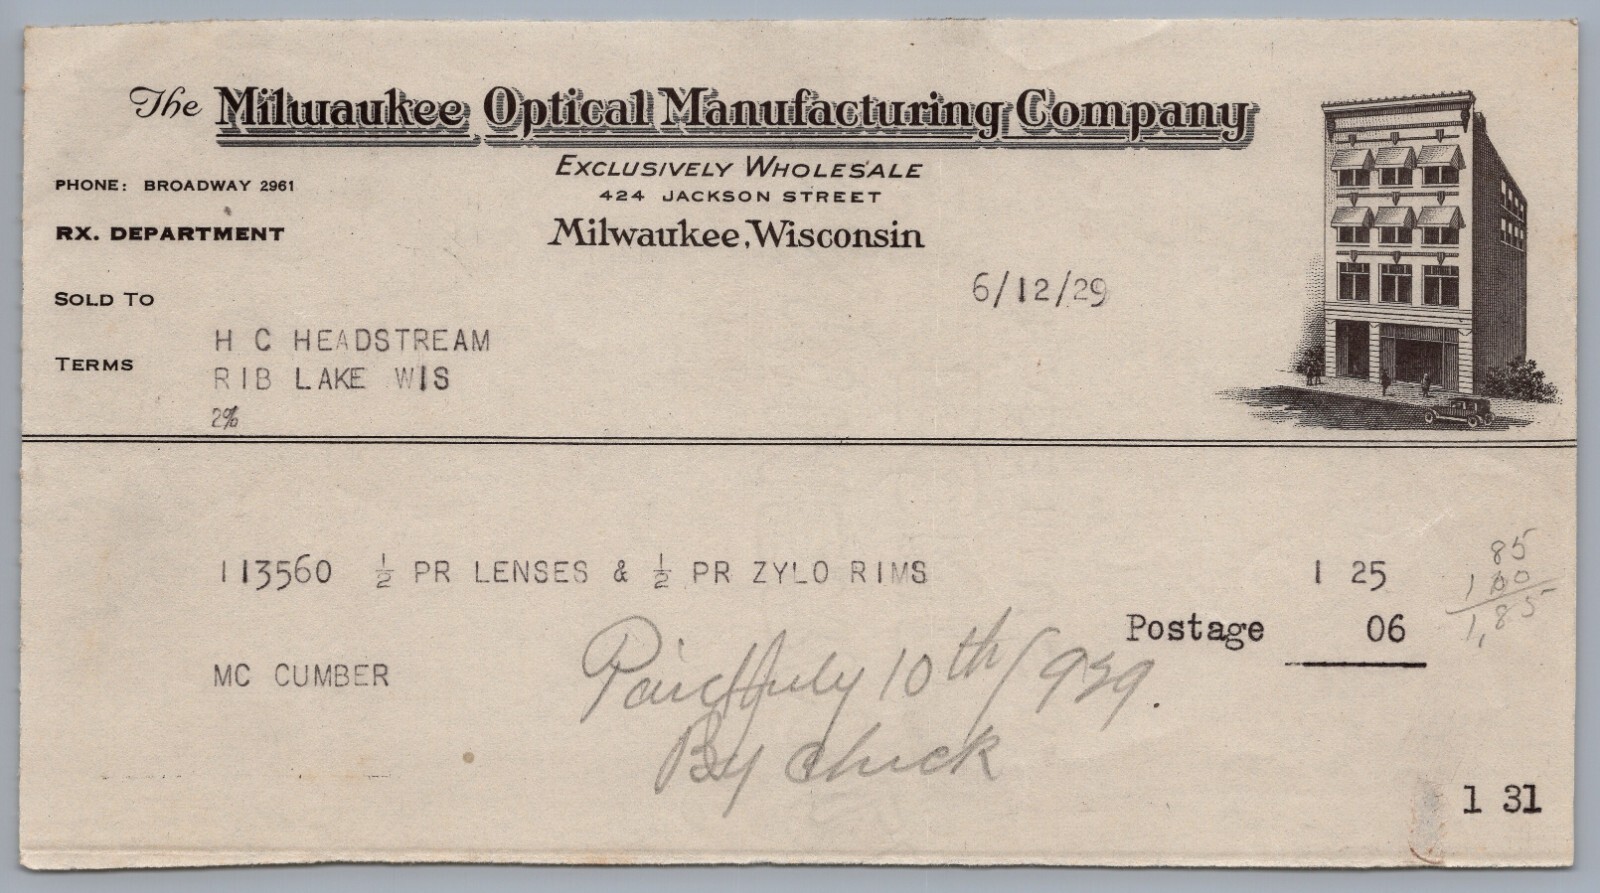 The Milwaukee Optical Manufacturing Company
EXCLUSIVELY WHOLESALE
424 JACKSON STREET
Milwaukee, Wisconsin
PHONE: BROADWAY 2961
RX. DEPARTMENT
6/12/29
SOLD TO
H C HEADSTREAM
TERMS
RIB LAKE WIS
2%
113560 ½ PR LENSES & ½ PR ZYLO RIMS 1 25
85
1 00
1,85
Postage 06
MC CUMBER
Paid July 10th/1929.
By Check
1 31